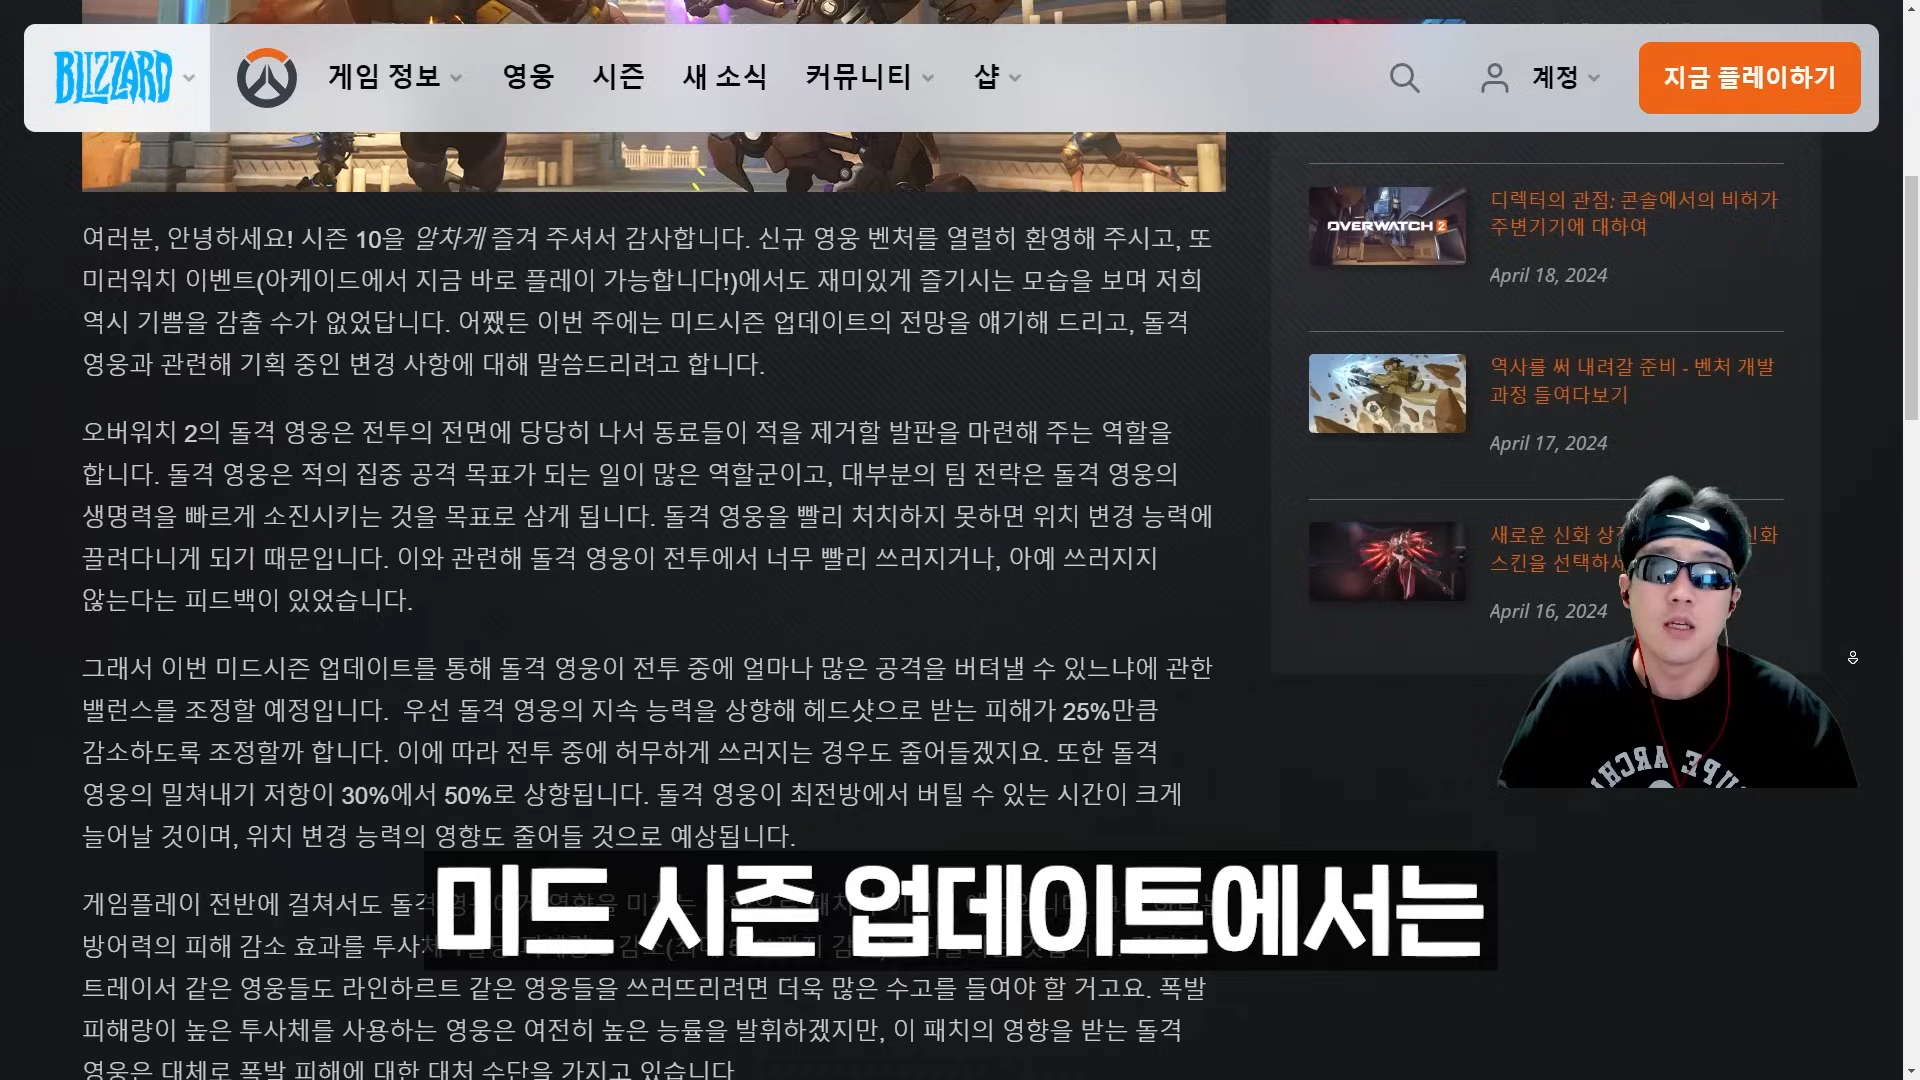 BLIZZARD
게임 정보
영웅
시즌
새 소식
커뮤니티
샵
계정
지금 플레이하기
여러분, 안녕하세요! 시즌 10을 알차게 즐겨 주셔서 감사합니다. 신규 영웅 벤처를 열렬히 환영해 주시고, 또
미러워치 이벤트(아케이드에서 지금 바로 플레이 가능합니다!)에서도 재미있게 즐기시는 모습을 보며 저희
역시 기쁨을 감출 수가 없었답니다. 어쨌든 이번 주에는 미드시즌 업데이트의 전망을 얘기해 드리고, 돌격
영웅과 관련해 기획 중인 변경 사항에 대해 말씀드리려고 합니다.
오버워치 2의 돌격 영웅은 전투의 전면에 당당히 나서 동료들이 적을 제거할 발판을 마련해 주는 역할을
합니다. 돌격 영웅은 적의 집중 공격 목표가 되는 일이 많은 역할군이고, 대부분의 팀 전략은 돌격 영웅의
생명력을 빠르게 소진시키는 것을 목표로 삼게 됩니다. 돌격 영웅을 빨리 처치하지 못하면 위치 변경 능력에
끌려다니게 되기 때문입니다. 이와 관련해 돌격 영웅이 전투에서 너무 빨리 쓰러지거나, 아예 쓰러지지
않는다는 피드백이 있었습니다.
그래서 이번 미드시즌 업데이트를 통해 돌격 영웅이 전투 중에 얼마나 많은 공격을 버텨낼 수 있느냐에 관한
밸런스를 조정할 예정입니다. 우선 돌격 영웅의 지속 능력을 상향해 헤드샷으로 받는 피해가 25%만큼
감소하도록 조정할까 합니다. 이에 따라 전투 중에 허무하게 쓰러지는 경우도 줄어들겠지요. 또한 돌격
영웅의 밀쳐내기 저항이 30%에서 50%로 상향됩니다. 돌격 영웅이 최전방에서 버틸 수 있는 시간이 크게
늘어날 것이며, 위치 변경 능력의 영향도 줄어들 것으로 예상됩니다.
게임플레이 전반에 걸쳐서도 돌격
방어력의 피해 감소 효과를 투사체
트레이서 같은 영웅들도 라인하르트 같은 영웅들을 쓰러뜨리려면 더욱 많은 수고를 들여야 할 거고요. 폭발
피해량이 높은 투사체를 사용하는 영웅은 여전히 높은 능률을 발휘하겠지만, 이 패치의 영향을 받는 돌격
영웅은 대체로 폭발 피해에 대한 대처 수단을 가지고 있습니다
미드 시즌 업데이트에서는
OVERWATCH 2
디렉터의 관점: 콘솔에서의 비허가
주변기기에 대하여
April 18, 2024
역사를 써 내려갈 준비 - 벤처 개발
과정 들여다보기
April 17, 2024
새로운 신화
스킨을
April 16, 2024